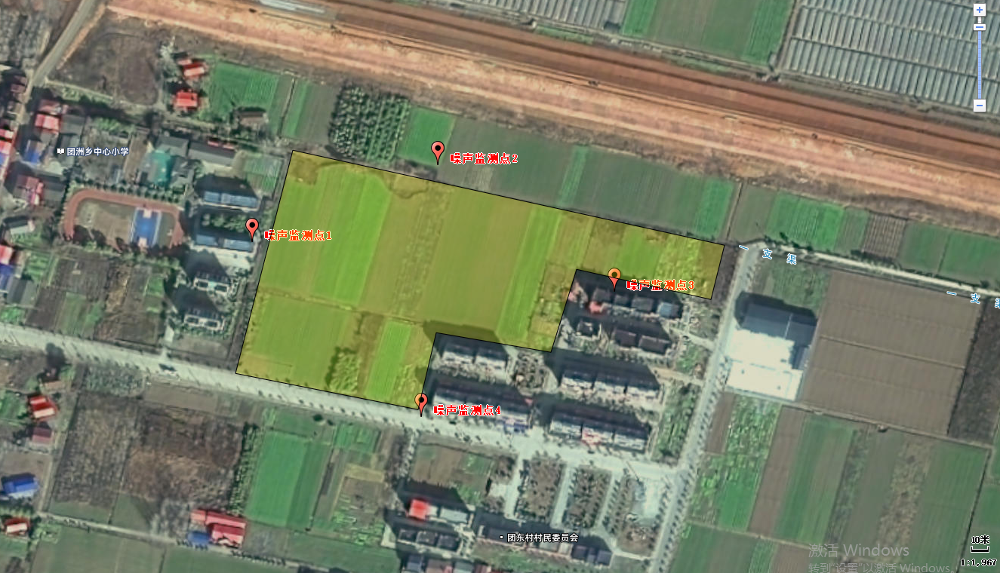 团洲乡中心小学
噪声监测点2
噪声监测点1
一支渠
噪声监测点3
一支渠
噪声监测点4
团东村村民委员会
激活 Windows
转到"设置"以激活 Windows。
10米
1:1,967